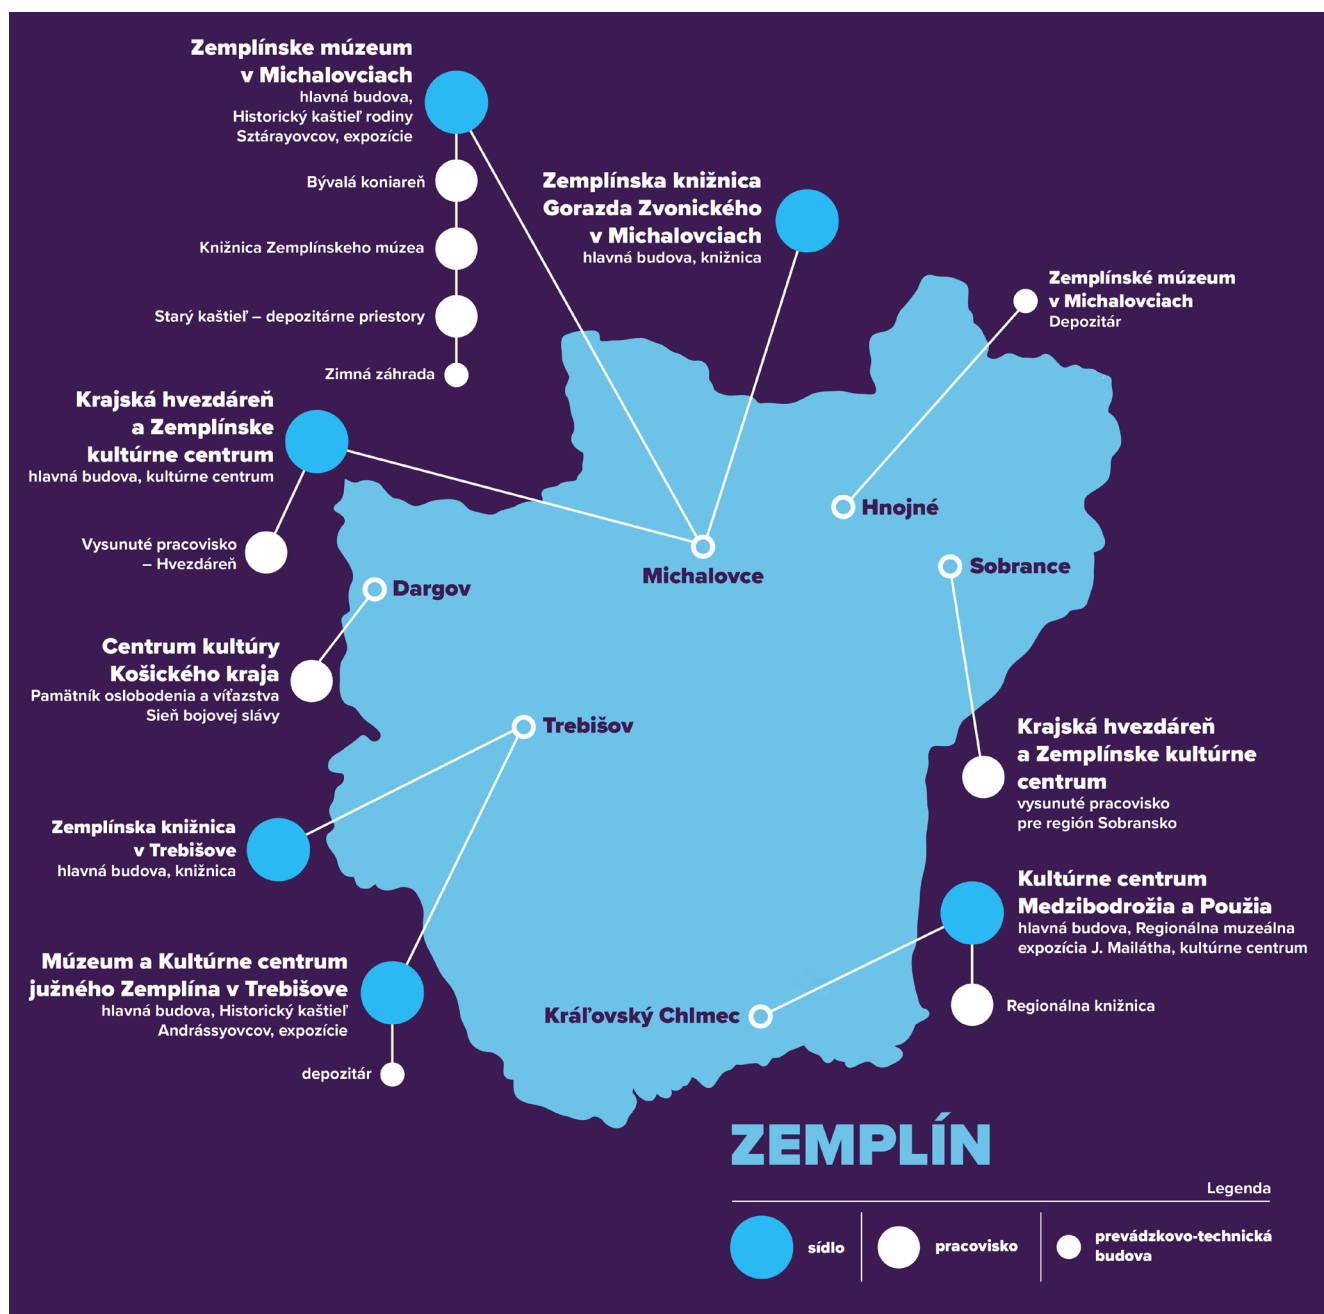 Zemplínske múzeum
v Michalovciach
hlavná budova,
Historický kaštieľ rodiny
Sztárayovcov, expozície
Bývalá koniareň
Knižnica Zemplínskeho múzea
Starý kaštieľ – depozitárne priestory
Zimná záhrada
Zemplínska knižnica
Gorazda Zvonického
v Michalovciach
hlavná budova, knižnica
Zemplínské múzeum
v Michalovciach
Depozitár
Krajská hvezdáreň
a Zemplínske
kultúrne centrum
hlavná budova, kultúrne centrum
Vysunuté pracovisko
– Hvezdáreň
Hnojné
Michalovce
Sobrance
Dargov
Centrum kultúry
Košického kraja
Pamätník oslobodenia a víťazstva
Sieň bojovej slávy
Trebišov
Krajská hvezdáreň
a Zemplínske kultúrne
centrum
vysunuté pracovisko
pre región Sobransko
Zemplínska knižnica
v Trebišove
hlavná budova, knižnica
Kultúrne centrum
Medzibodrožia a Použia
hlavná budova, Regionálna muzeálna
expozícia J. Mailátha, kultúrne centrum
Regionálna knižnica
Múzeum a Kultúrne centrum
južného Zemplína v Trebišove
hlavná budova, Historický kaštieľ
Andrássyovcov, expozície
depozitár
Kráľovský Chlmec
ZEMPLÍN
Legenda
sídlo
pracovisko
prevádzkovo-technická
budova